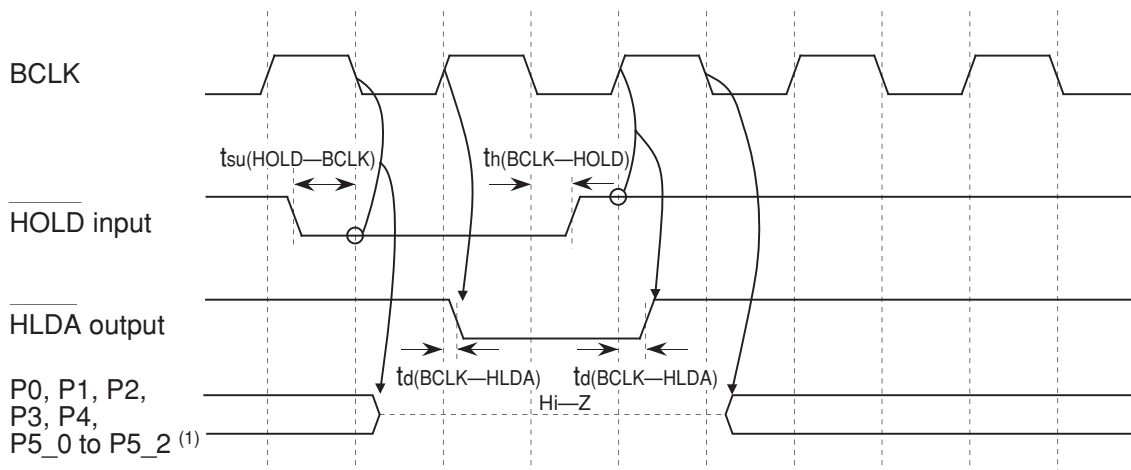 BCLK
tsu(HOLD—BCLK)
th(BCLK—HOLD)
HOLD input
HLDA output
td(BCLK—HLDA)
td(BCLK—HLDA)
Hi—Z
P0, P1, P2,
P3, P4,
P5_0 to P5_2 (1)